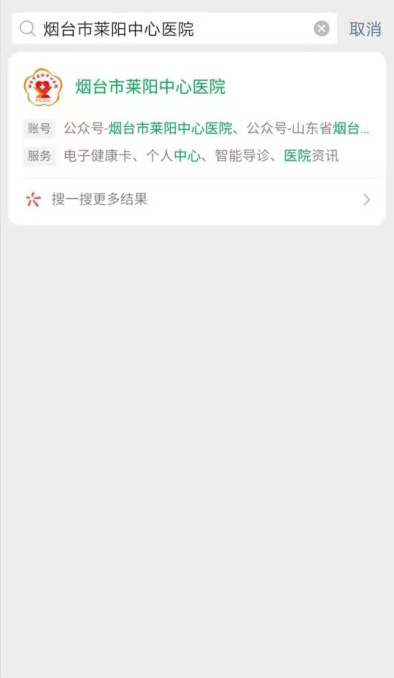 烟台市莱阳中心医院 取消
烟台市莱阳中心医院
账号 公众号-烟台市莱阳中心医院、公众号-山东省烟台...
服务 电子健康卡、个人中心、智能导诊、医院资讯
搜一搜更多结果